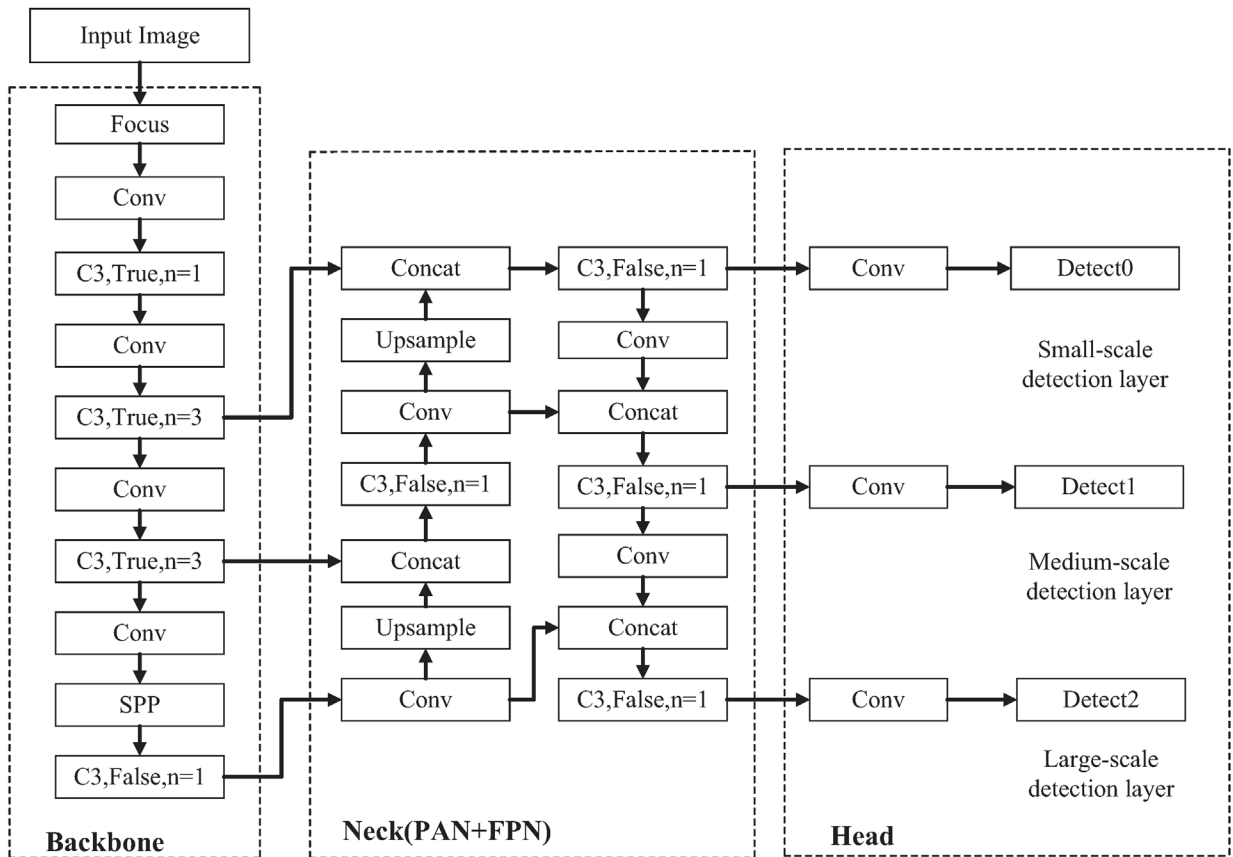 Input Image
Focus
Conv
C3,True,n=1
Conv
C3,True,n=3
Conv
C3,True,n=3
Conv
SPP
C3,False,n=1
Backbone
Concat
Upsample
Conv
C3,False,n=1
Concat
Upsample
Conv
C3,False,n=1
Conv
Concat
C3,False,n=1
Conv
Concat
C3,False,n=1
Neck(PAN+FPN)
Conv
Detect0
Small-scale
detection layer
Conv
Detect1
Medium-scale
detection layer
Conv
Detect2
Large-scale
detection layer
Head